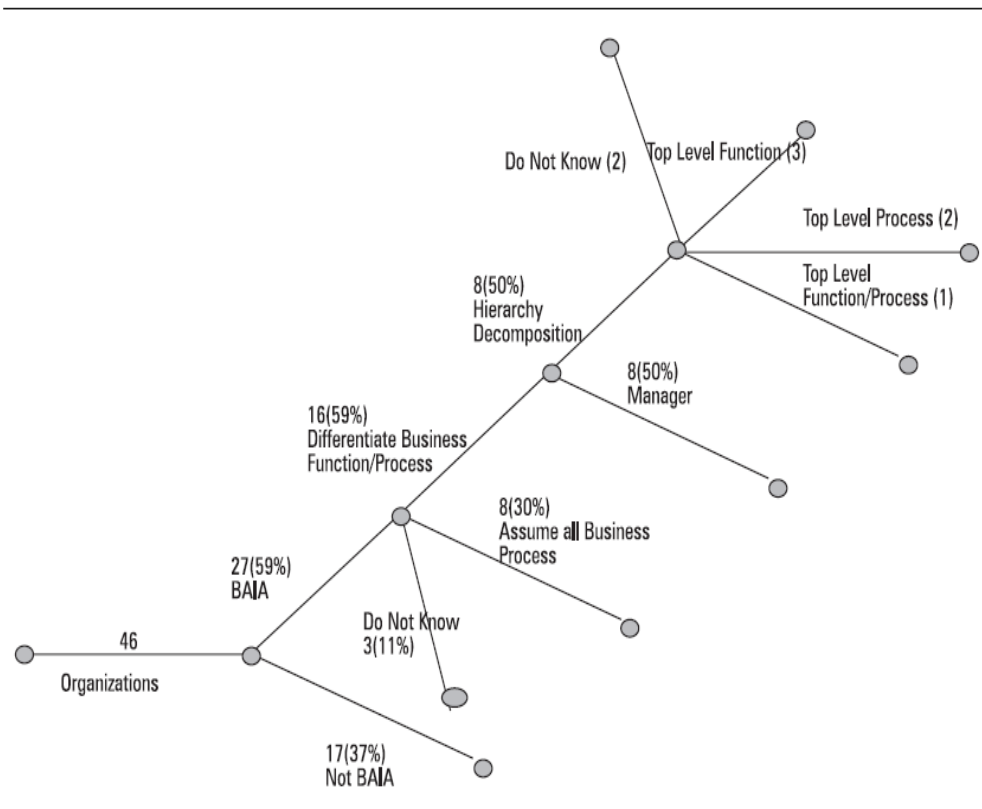 Do Not Know (2)
Top Level Function (3)
Top Level Process (2)
Top Level
Function/Process (1)
8(50%)
Hierarchy
Decomposition
8(50%)
Manager
16(59%)
Differentiate Business
Function/Process
8(30%)
Assume all Business
Process
27(59%)
BAIA
Do Not Know
3(11%)
46
Organizations
17(37%)
Not BAIA